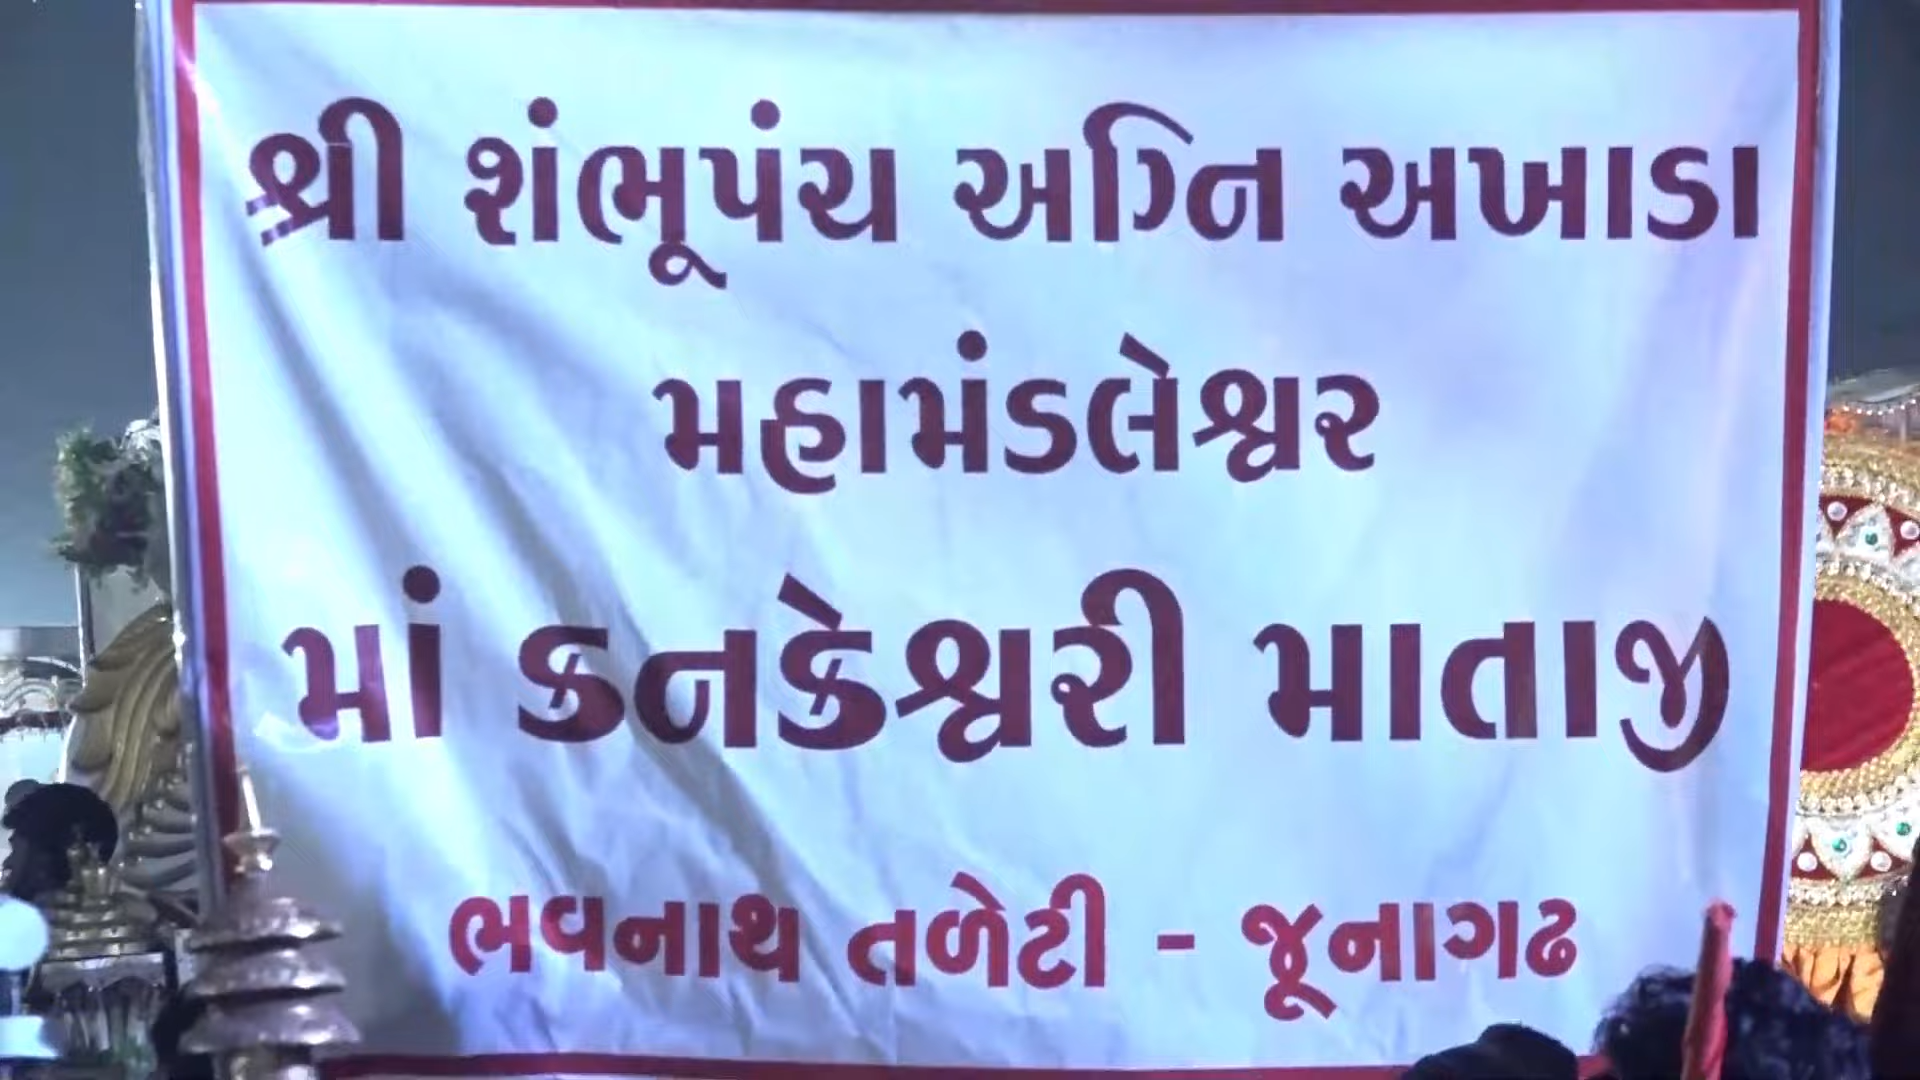 શ્રી શંભૂપંચ અગ્નિ અખાડા
મહામંડલેશ્વર
માં કનકેશ્વરી માતાજી
ભવનાથ તળેટી - જૂનાગઢ